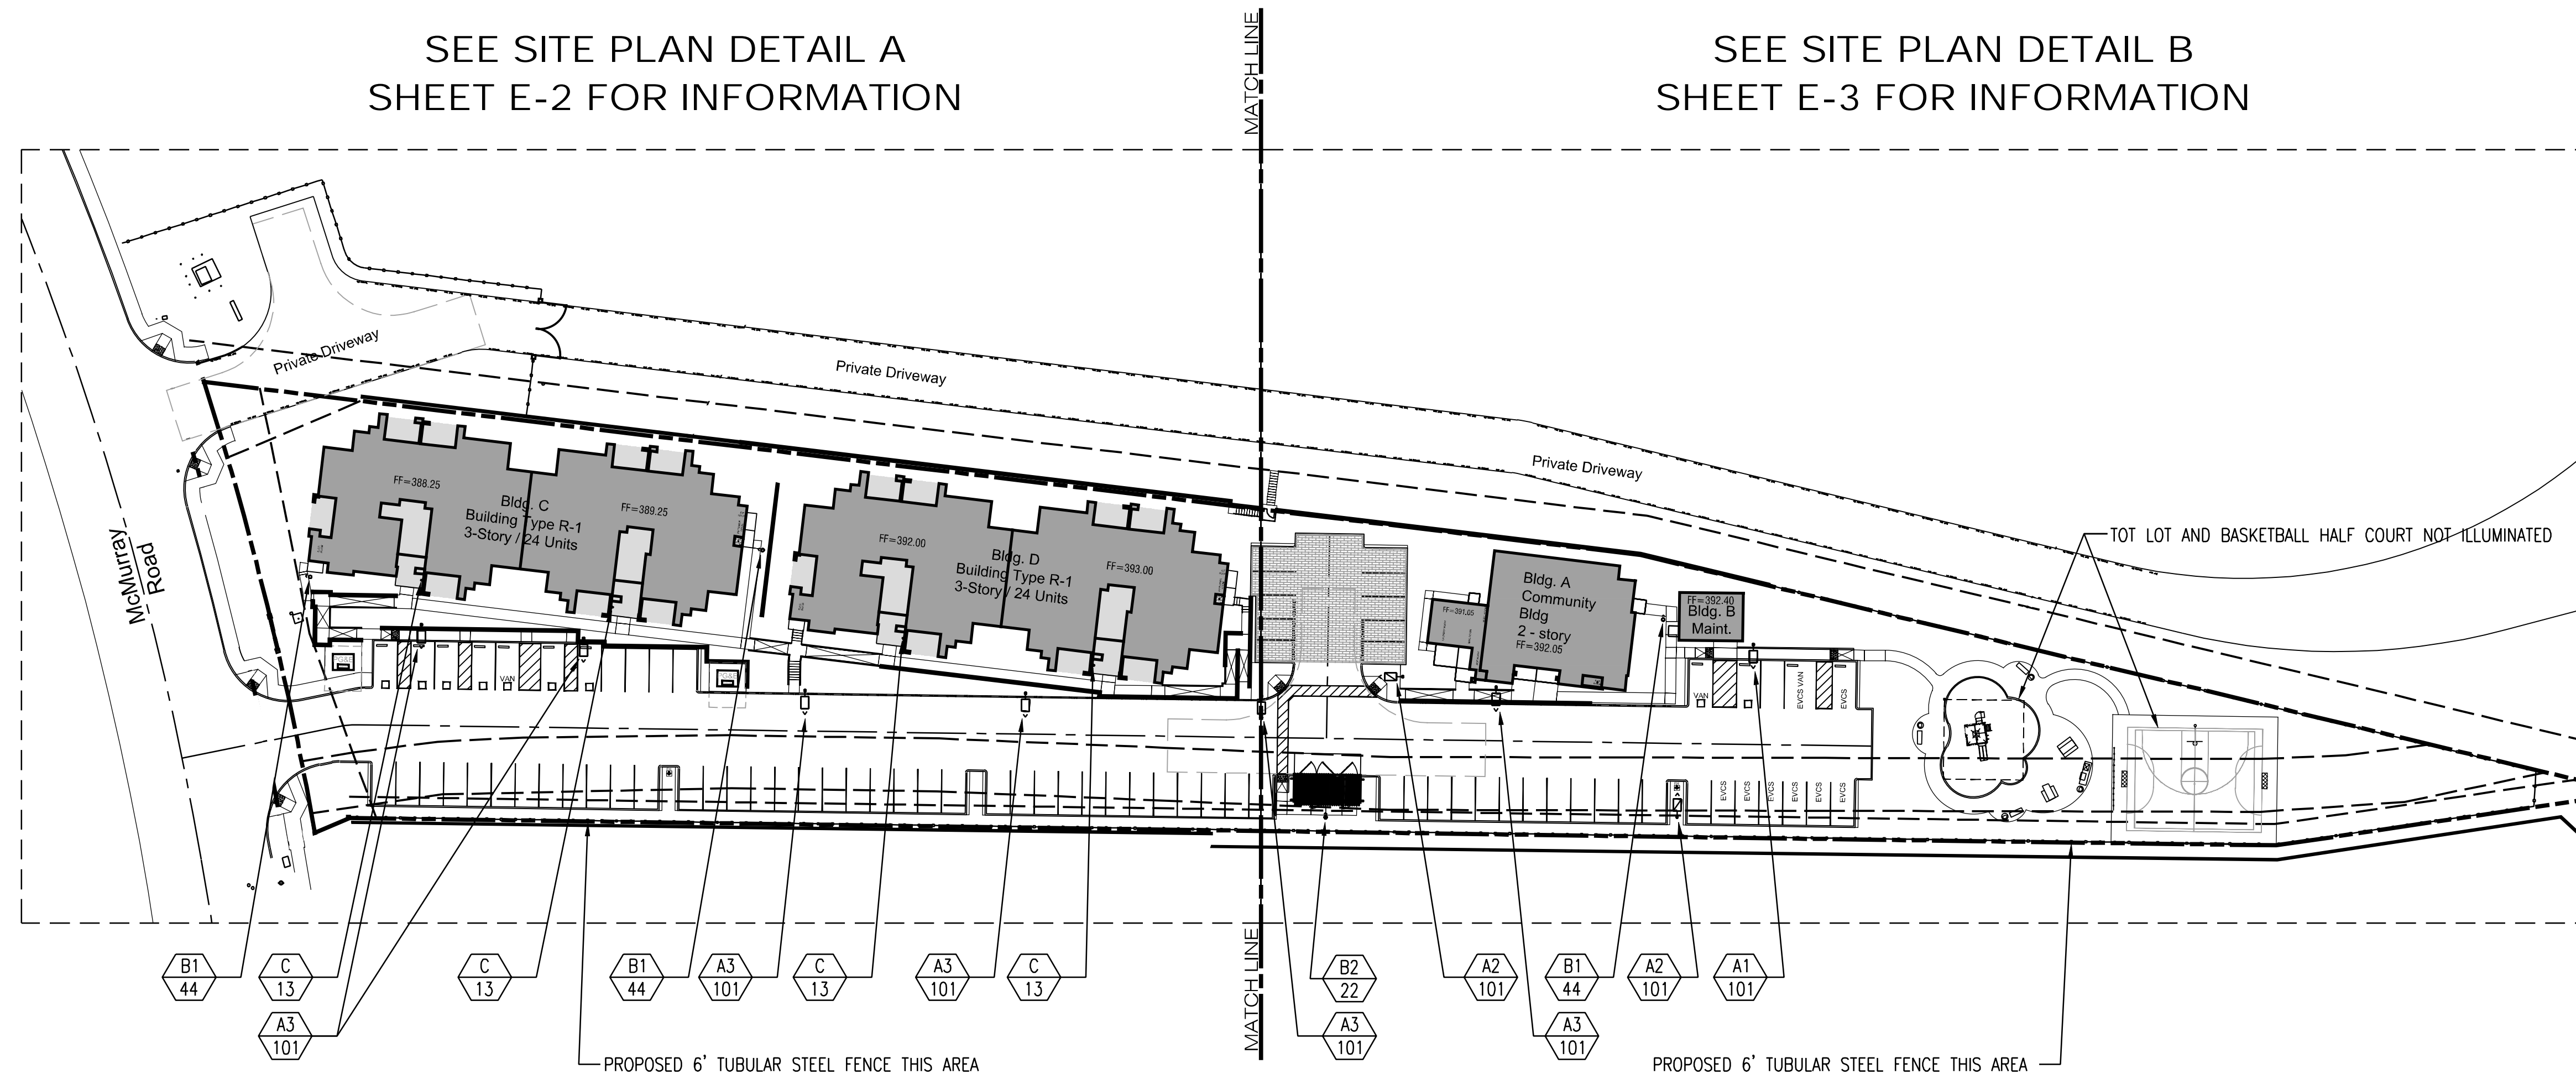 SEE SITE PLAN DETAIL A
SHEET E-2 FOR INFORMATION
MATCH LINE
SEE SITE PLAN DETAIL B
SHEET E-3 FOR INFORMATION
Private Driveway
Private Driveway
Private Driveway
McMurray
Road
FF=388.25
Bldg. C
Building Type R-1
3-Story / 24 Units
FF=389.25
FF=392.00
Bldg. D
Building Type R-1
3-Story / 24 Units
FF=393.00
Bldg. A
Community
Bldg
2 - story
FF=392.05
FF=391.05
FF=392.40
Bldg. B
Maint.
TOT LOT AND BASKETBALL HALF COURT NOT ILLUMINATED
VAN
VAN
EVCS VAN
EVCS
EVCS
EVCS
EVCS
EVCS
EVCS
EVCS
B1
44
C
13
C
13
B1
44
A3
101
C
13
A3
101
C
13
MATCH LINE
B2
22
A2
101
B1
44
A2
101
A1
101
A3
101
A3
101
A3
101
PROPOSED 6' TUBULAR STEEL FENCE THIS AREA
PROPOSED 6' TUBULAR STEEL FENCE THIS AREA